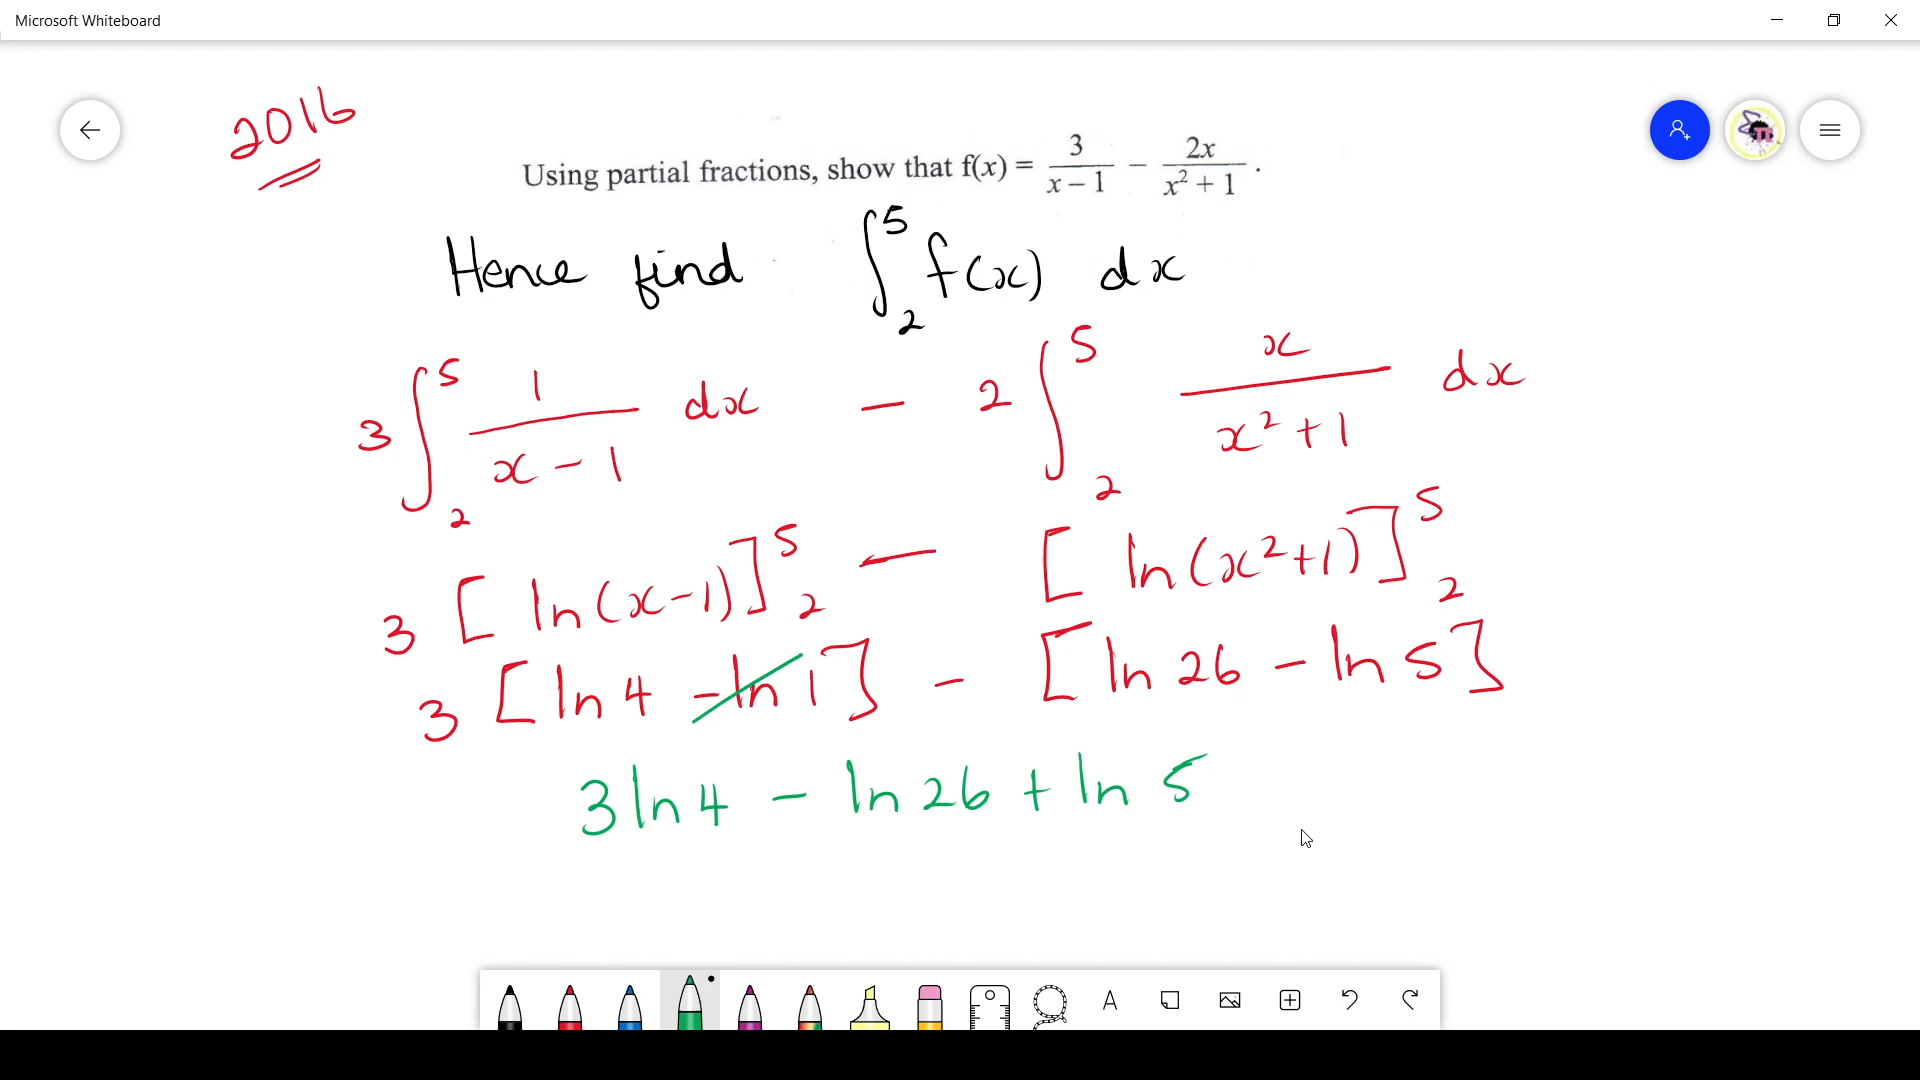 Microsoft Whiteboard
2016
Using partial fractions, show that f(x) = 3/(x − 1) − 2x/(x² + 1).
Hence find ∫₂⁵ f(x) dx
3 ∫₂⁵ 1/(x − 1) dx − 2 ∫₂⁵ x/(x² + 1) dx
3 [ln(x−1)]₂⁵ − [ln(x²+1)]₂⁵
3 [ln 4 − ln 1] − [ln 26 − ln 5]
3 ln 4 − ln 26 + ln 5